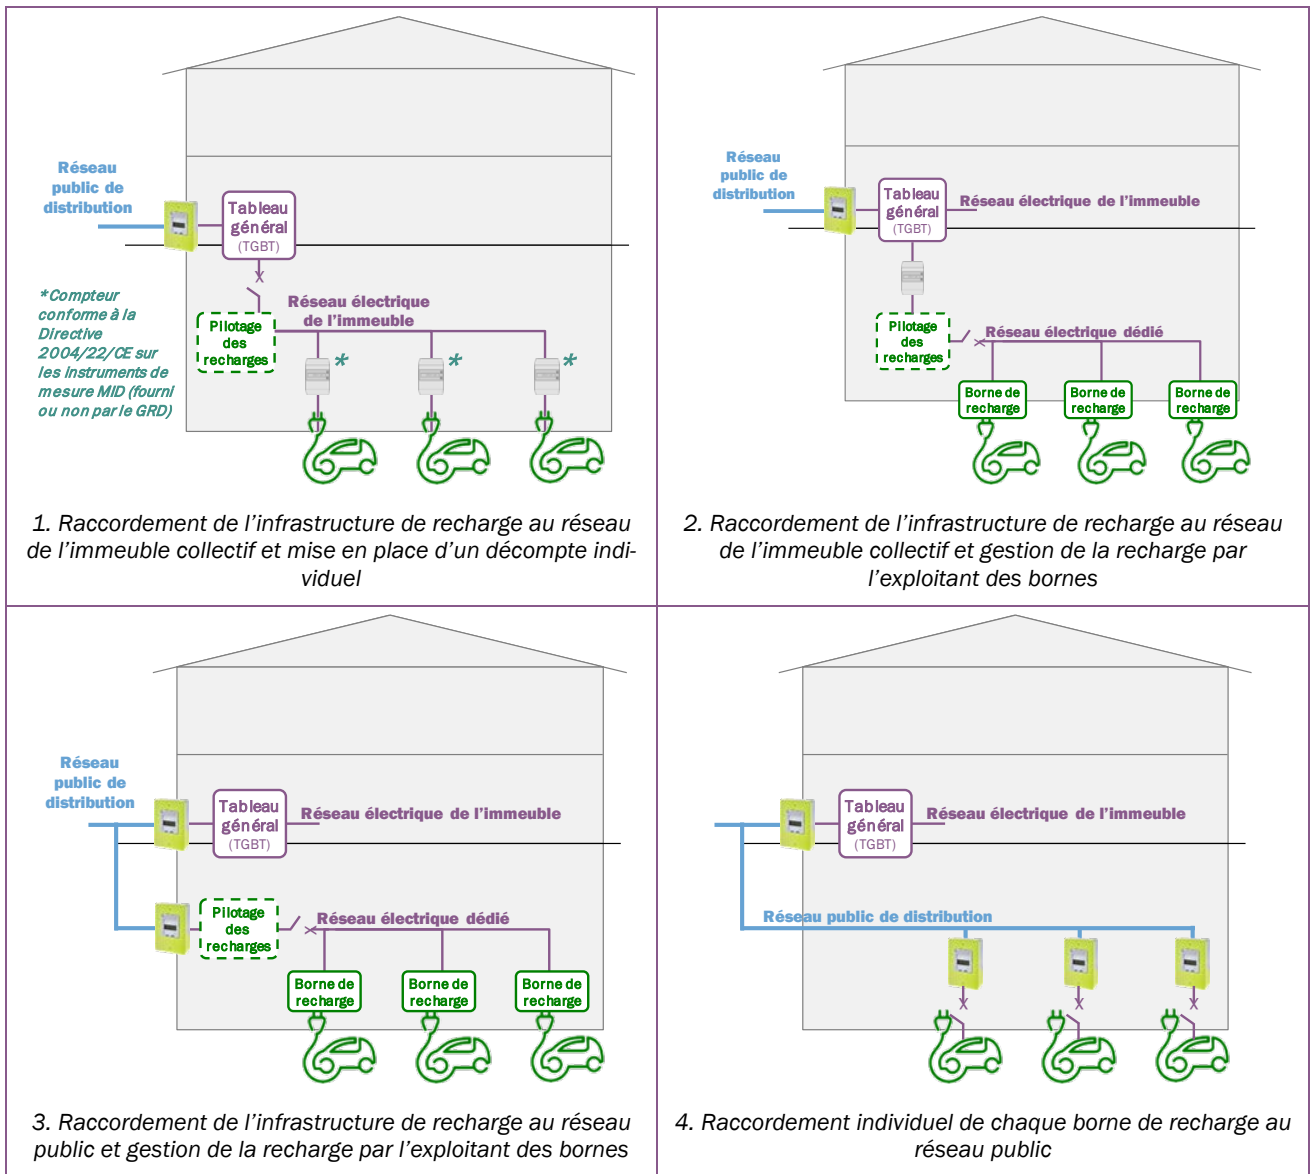 Réseau
public de
distribution
Tableau
général
(TGBT)
*Compteur
conforme à la
Directive
2004/22/CE sur
les instruments de
mesure MID (fourni
ou non par le GRD)
Réseau électrique
de l'immeuble
Pilotage
des
recharges
*
*
*
1. Raccordement de l'infrastructure de recharge au réseau
de l'immeuble collectif et mise en place d'un décompte indi-
viduel
Réseau
public de
distribution
Tableau
général
(TGBT)
Réseau électrique de l'immeuble
Pilotage
des
recharges
Réseau électrique dédié
Borne de
recharge
Borne de
recharge
Borne de
recharge
2. Raccordement de l'infrastructure de recharge au réseau
de l'immeuble collectif et gestion de la recharge par
l'exploitant des bornes
Réseau
public de
distribution
Tableau
général
(TGBT)
Réseau électrique de l'immeuble
Pilotage
des
recharges
Réseau électrique dédié
Borne de
recharge
Borne de
recharge
Borne de
recharge
3. Raccordement de l'infrastructure de recharge au réseau
public et gestion de la recharge par l'exploitant des bornes
Tableau
général
(TGBT)
Réseau électrique de l'immeuble
Réseau public de distribution
4. Raccordement individuel de chaque borne de recharge au
réseau public